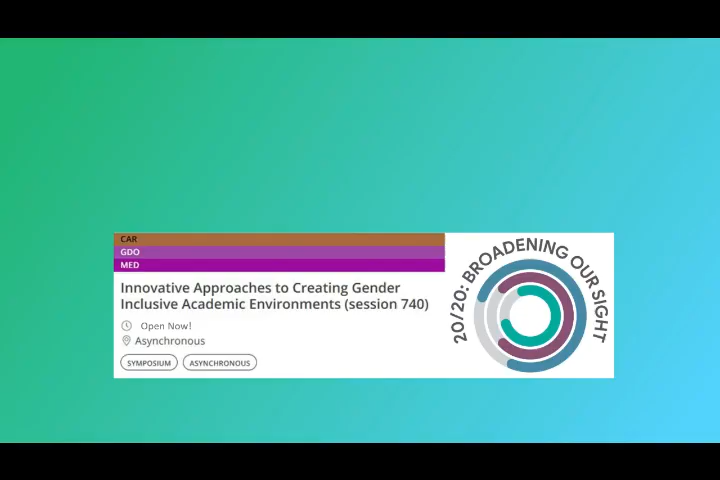 CAR
GDO
MED
Innovative Approaches to Creating Gender
Inclusive Academic Environments (session 740)
Open Now!
Asynchronous
SYMPOSIUM ASYNCHRONOUS
20/20: BROADENING OUR SIGHT